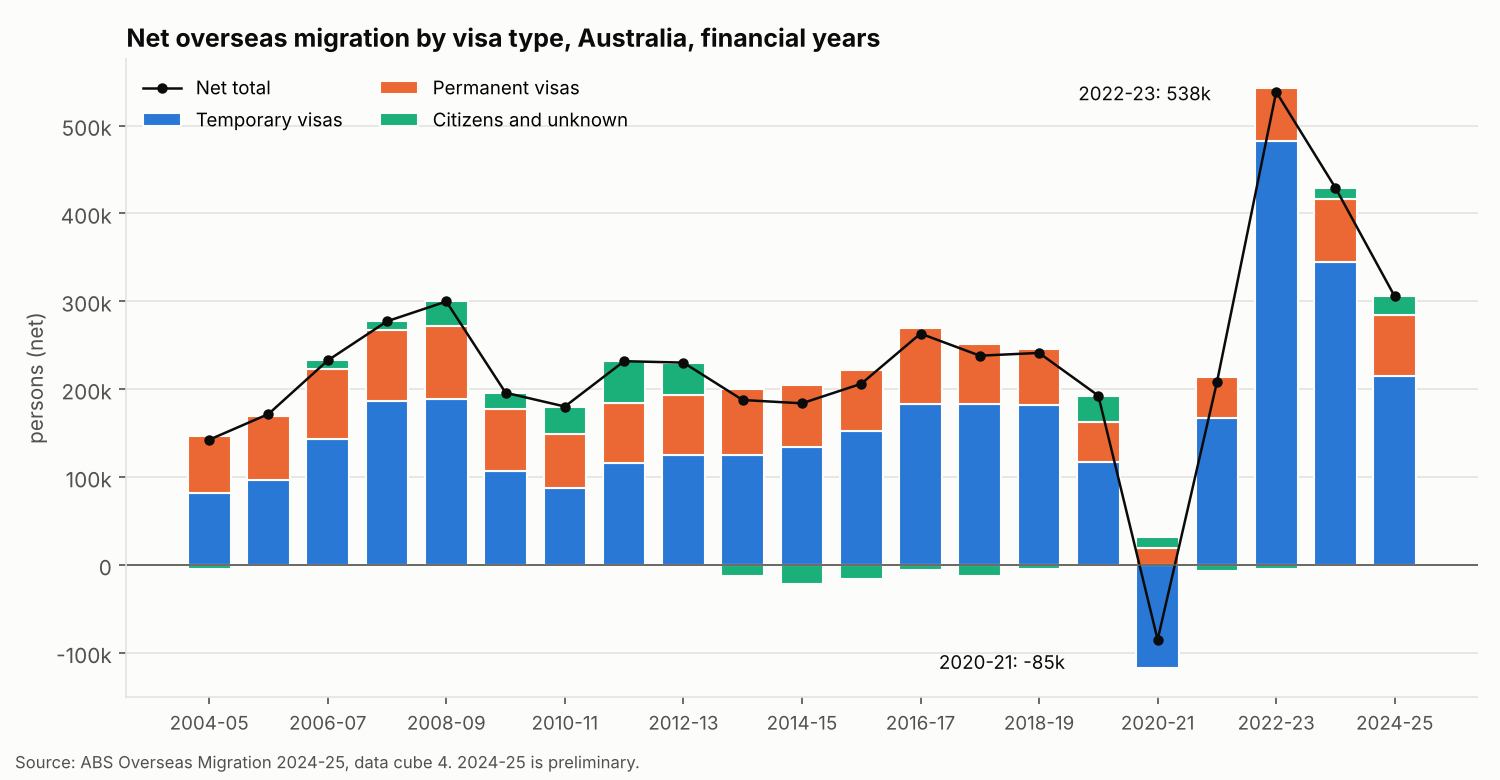 Net overseas migration by visa type, Australia, financial years
Net total
Permanent visas
Temporary visas
Citizens and unknown
2022-23: 538k
2020-21: -85k
persons (net)
500k
400k
300k
200k
100k
0
-100k
2004-05 2006-07 2008-09 2010-11 2012-13 2014-15 2016-17 2018-19 2020-21 2022-23 2024-25
Source: ABS Overseas Migration 2024-25, data cube 4. 2024-25 is preliminary.